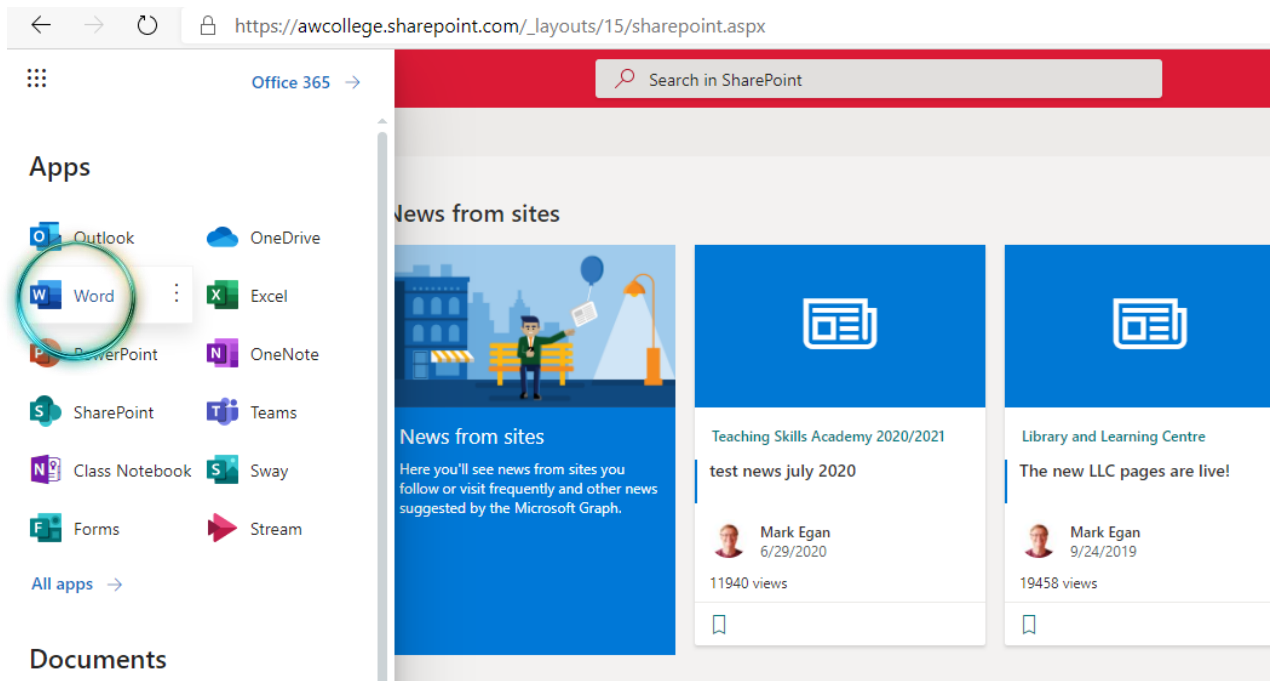 https://awcollege.sharepoint.com/_layouts/15/sharepoint.aspx
Office 365 →
Search in SharePoint
Apps
Outlook
OneDrive
Word
Excel
PowerPoint
OneNote
SharePoint
Teams
Class Notebook
Sway
Forms
Stream
All apps →
Documents
News from sites
News from sites
Here you'll see news from sites you
follow or visit frequently and other news
suggested by the Microsoft Graph.
Teaching Skills Academy 2020/2021
test news july 2020
Mark Egan
6/29/2020
11940 views
Library and Learning Centre
The new LLC pages are live!
Mark Egan
9/24/2019
19458 views